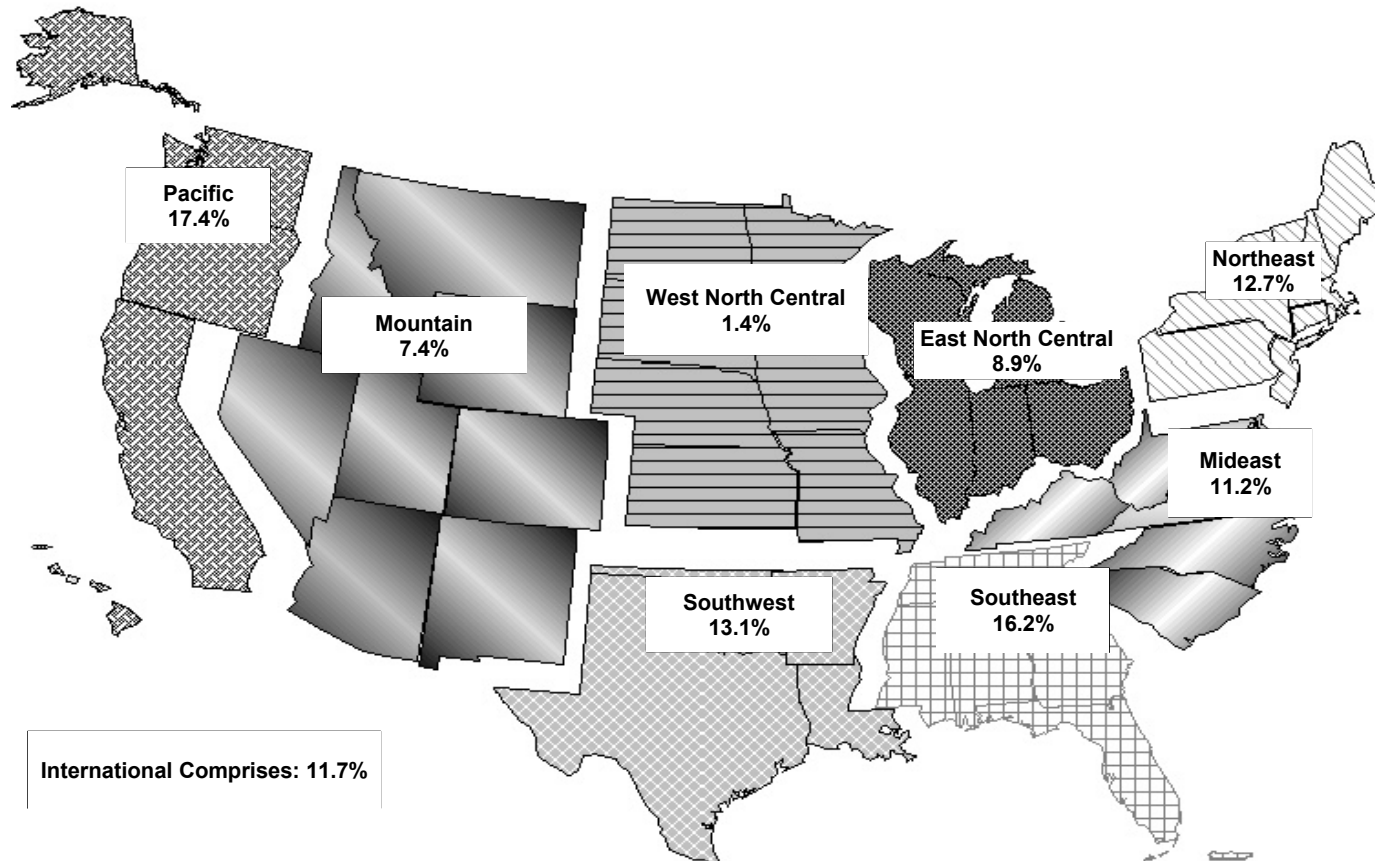 Pacific
17.4%
Mountain
7.4%
West North Central
1.4%
East North Central
8.9%
Northeast
12.7%
Mideast
11.2%
Southwest
13.1%
Southeast
16.2%
International Comprises: 11.7%